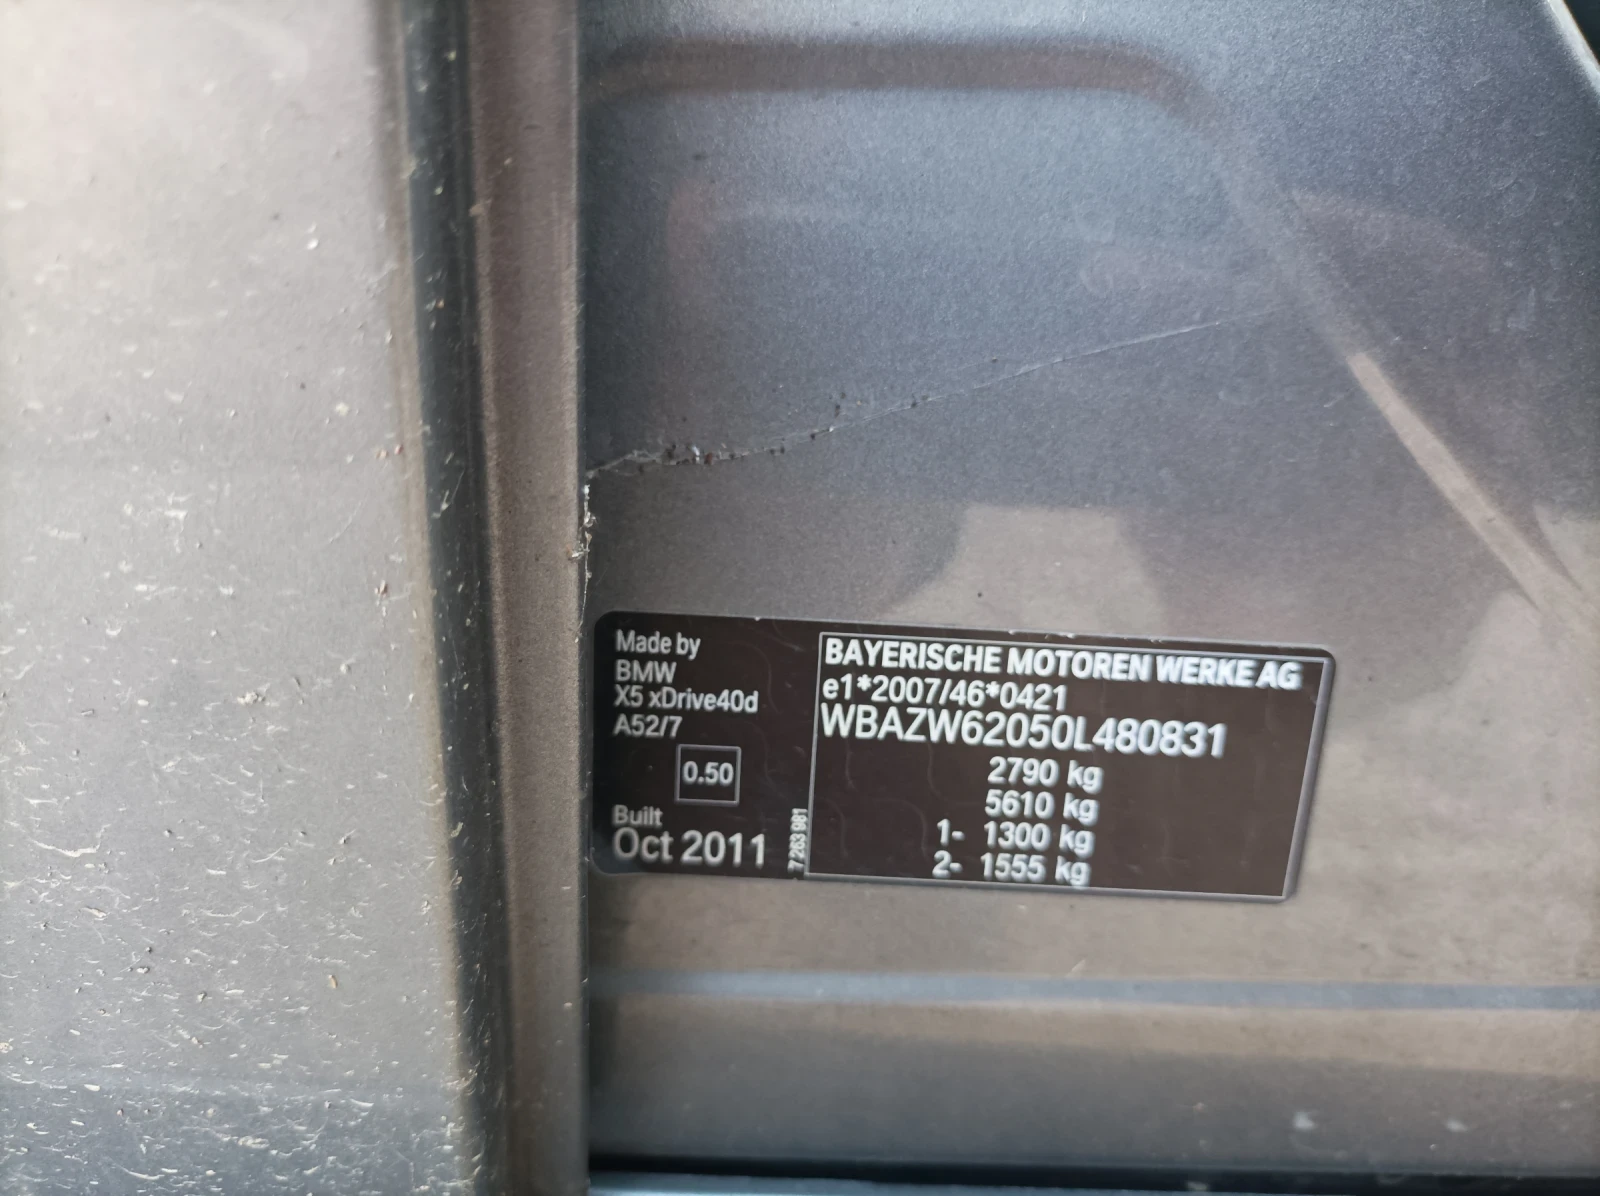 Made by
BMW
X5 xDrive40d
A52/7
0.50
Built
Oct 2011
7 263 981
BAYERISCHE MOTOREN WERKE AG
e1*2007/46*0421
WBAZW62050L480831
2790 kg
5610 kg
1- 1300 kg
2- 1555 kg